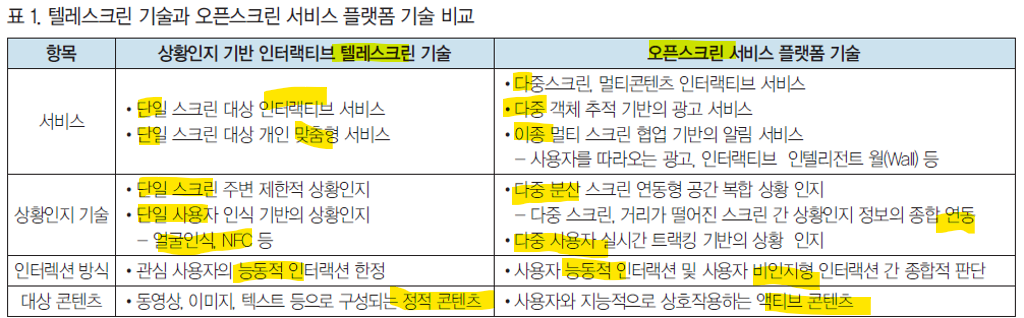 표 1. 텔레스크린 기술과 오픈스크린 서비스 플랫폼 기술 비교
항목 상황인지 기반 인터랙티브 텔레스크린 기술 오픈스크린 서비스 플랫폼 기술
서비스
• 단일 스크린 대상 인터랙티브 서비스
• 단일 스크린 대상 개인 맞춤형 서비스
• 다중스크린, 멀티콘텐츠 인터랙티브 서비스
• 다중 객체 추적 기반의 광고 서비스
• 이종 멀티 스크린 협업 기반의 알림 서비스
– 사용자를 따라오는 광고, 인터랙티브 인텔리전트 월(Wall) 등
상황인지 기술
• 단일 스크린 주변 제한적 상황인지
• 단일 사용자 인식 기반의 상황인지
– 얼굴인식, NFC 등
• 다중 분산 스크린 연동형 공간 복합 상황 인지
– 다중 스크린, 거리가 떨어진 스크린 간 상황인지 정보의 종합 연동
• 다중 사용자 실시간 트랙킹 기반의 상황 인지
인터렉션 방식
• 관심 사용자의 능동적 인터랙션 한정
• 사용자 능동적 인터랙션 및 사용자 비인지형 인터랙션 간 종합적 판단
대상 콘텐츠
• 동영상, 이미지, 텍스트 등으로 구성되는 정적 콘텐츠
• 사용자와 지능적으로 상호작용하는 액티브 콘텐츠